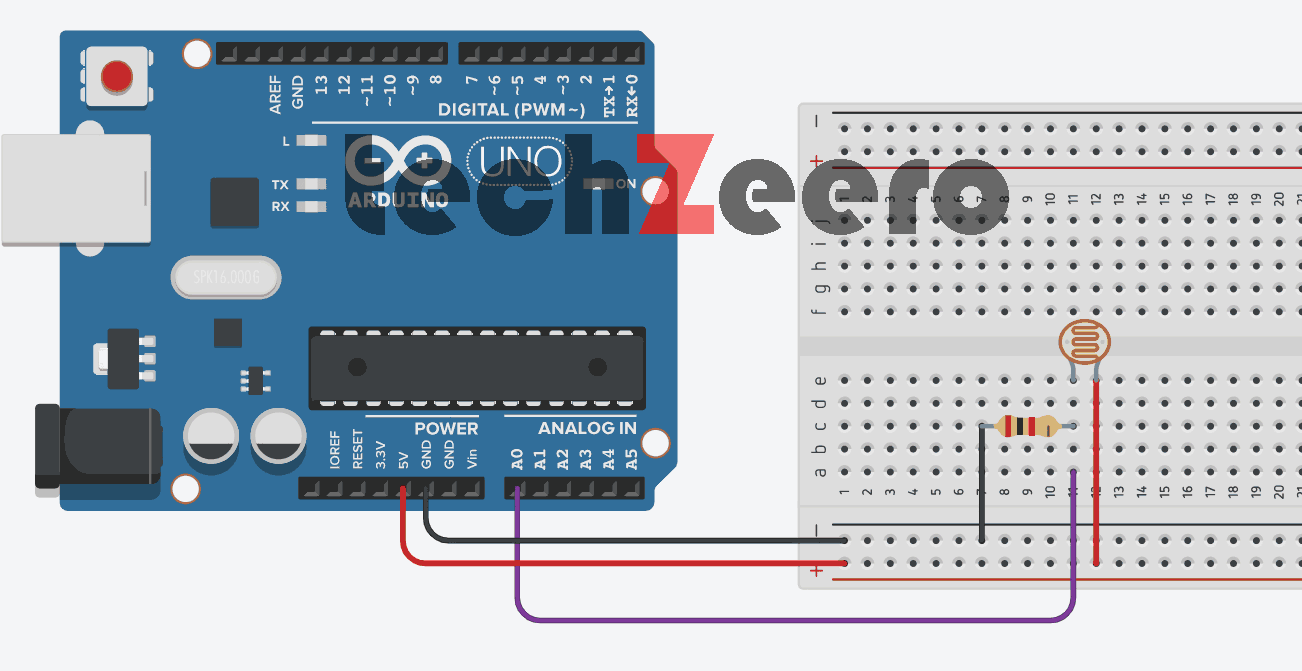 AREF GND 13 12 ~11 ~10 ~9 8 7 ~6 ~5 4 ~3 2 TX→1 RX←0
DIGITAL (PWM ~)
L
TX
RX
UNO
ON
ARDUINO
techZeero
SPK16.000G
POWER
ANALOG IN
IOREF RESET 3.3V 5V GND GND Vin A0 A1 A2 A3 A4 A5
−
+
1 2 3 4 5 6 7 8 9 10 11 12 13 14 15 16 17 18 19 20 21
j
i
h
g
f
e
d
c
b
a
1 2 3 4 5 6 7 8 9 10 11 12 13 14 15 16 17 18 19 20 21
−
+